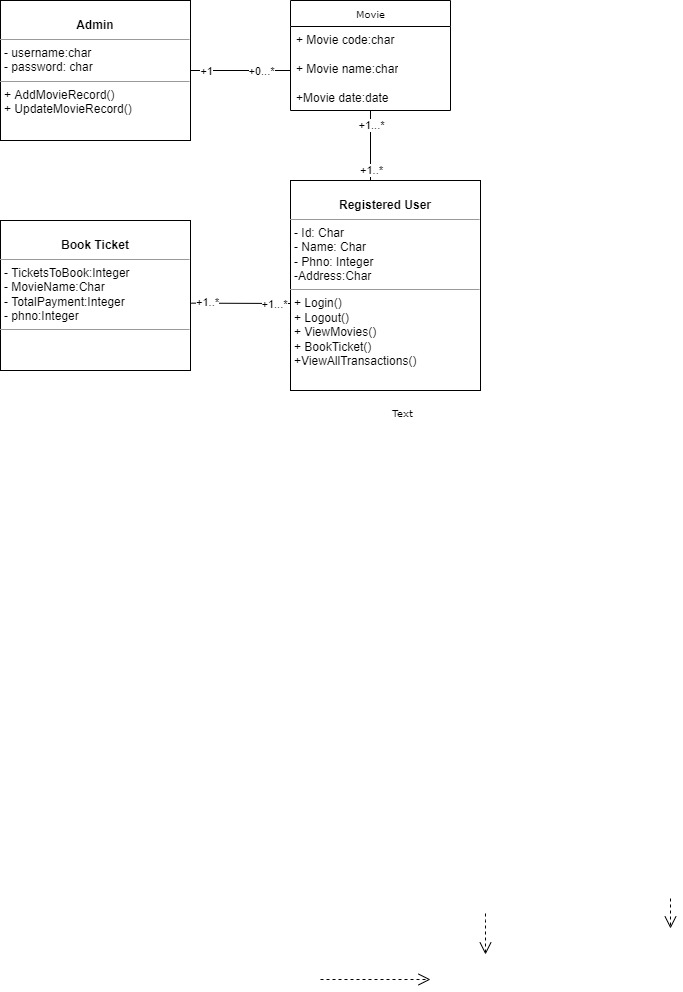 Admin
- username:char
- password: char
+ AddMovieRecord()
+ UpdateMovieRecord()
+1
+0...*
Movie
+ Movie code:char
+ Movie name:char
+Movie date:date
+1...*
+1..*
Registered User
- Id: Char
- Name: Char
- Phno: Integer
-Address:Char
+ Login()
+ Logout()
+ ViewMovies()
+ BookTicket()
+ViewAllTransactions()
Book Ticket
- TicketsToBook:Integer
- MovieName:Char
- TotalPayment:Integer
- phno:Integer
+1..*
+1...*
Text